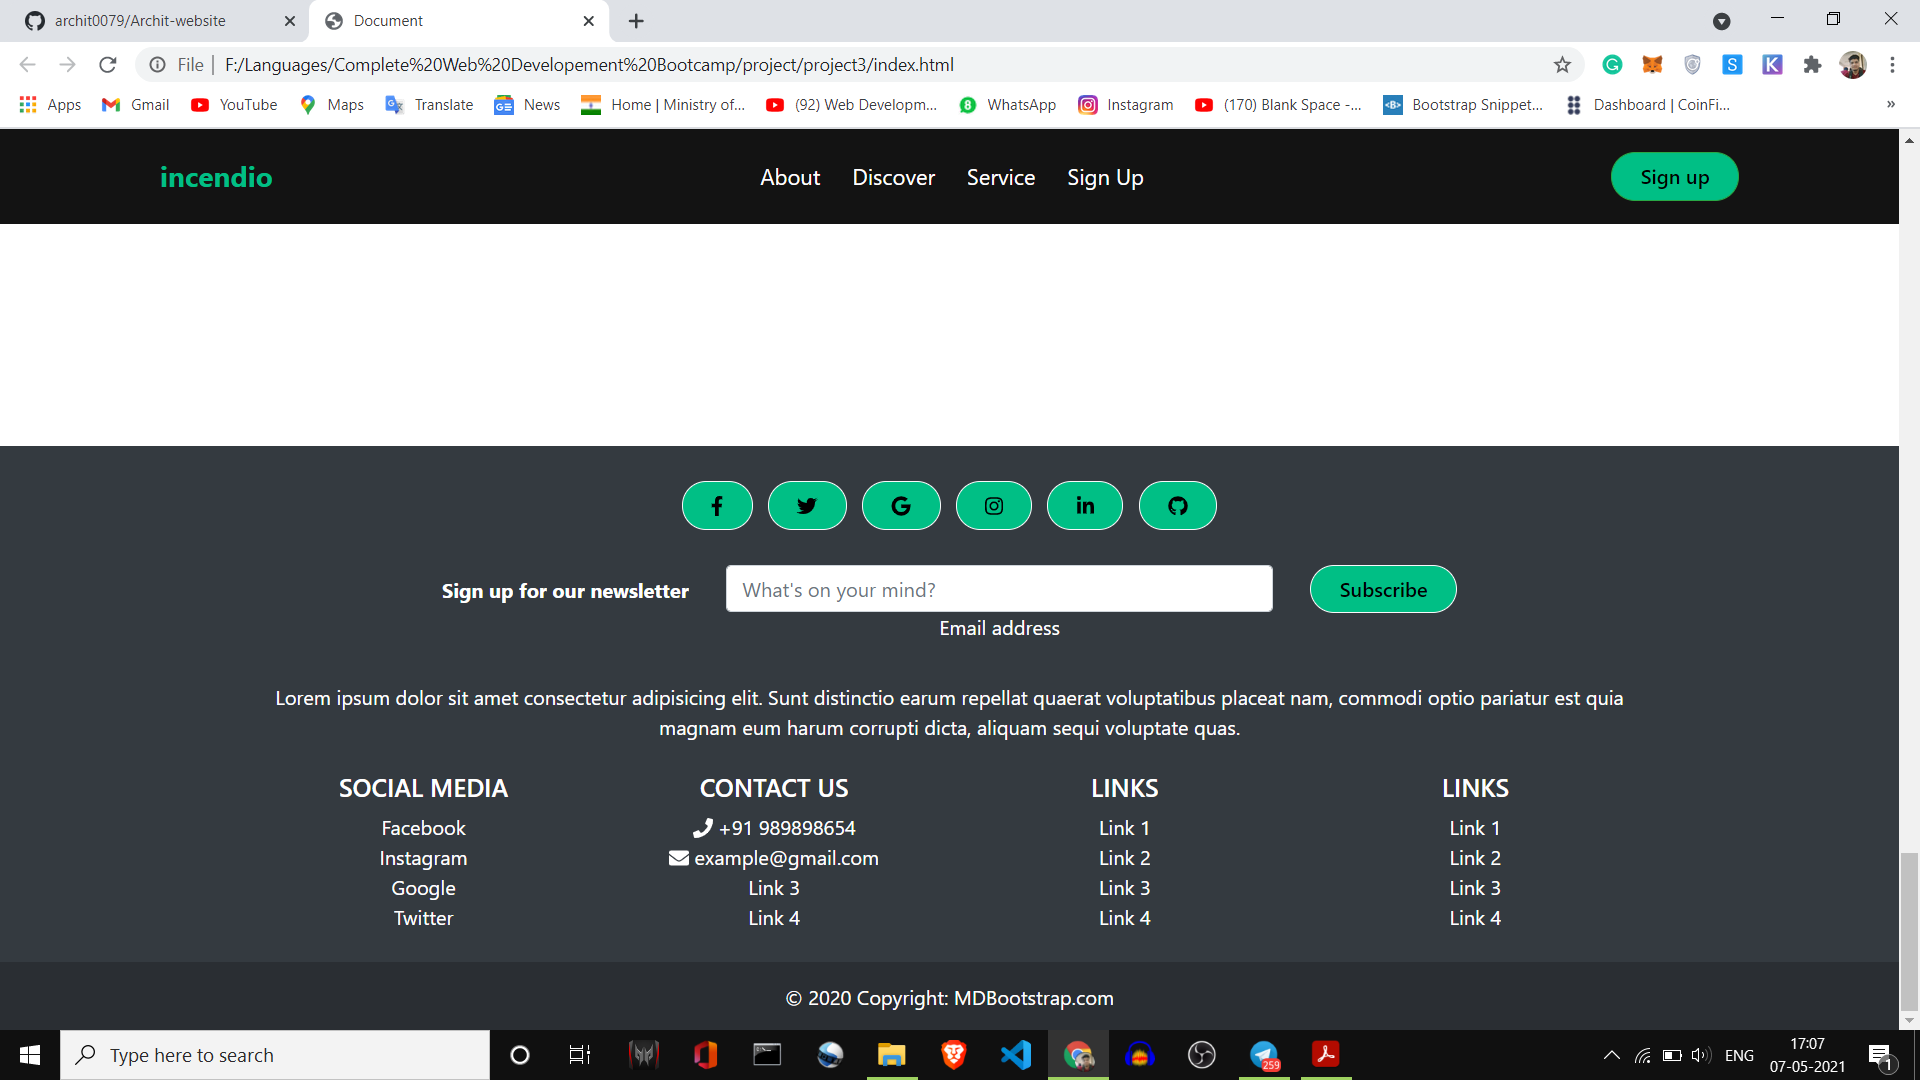 archit0079/Archit-website
Document
File | F:/Languages/Complete%20Web%20Developement%20Bootcamp/project/project3/index.html
Apps Gmail YouTube Maps Translate News Home | Ministry of... (92) Web Developm... WhatsApp Instagram (170) Blank Space -... Bootstrap Snippet... Dashboard | CoinFi... »
incendio About Discover Service Sign Up Sign up
Sign up for our newsletter What's on your mind? Subscribe
Email address
Lorem ipsum dolor sit amet consectetur adipisicing elit. Sunt distinctio earum repellat quaerat voluptatibus placeat nam, commodi optio pariatur est quia
magnam eum harum corrupti dicta, aliquam sequi voluptate quas.
SOCIAL MEDIA CONTACT US LINKS LINKS
Facebook +91 989898654 Link 1 Link 1
Instagram example@gmail.com Link 2 Link 2
Google Link 3 Link 3 Link 3
Twitter Link 4 Link 4 Link 4
© 2020 Copyright: MDBootstrap.com
Type here to search
259
ENG
17:07
07-05-2021
1